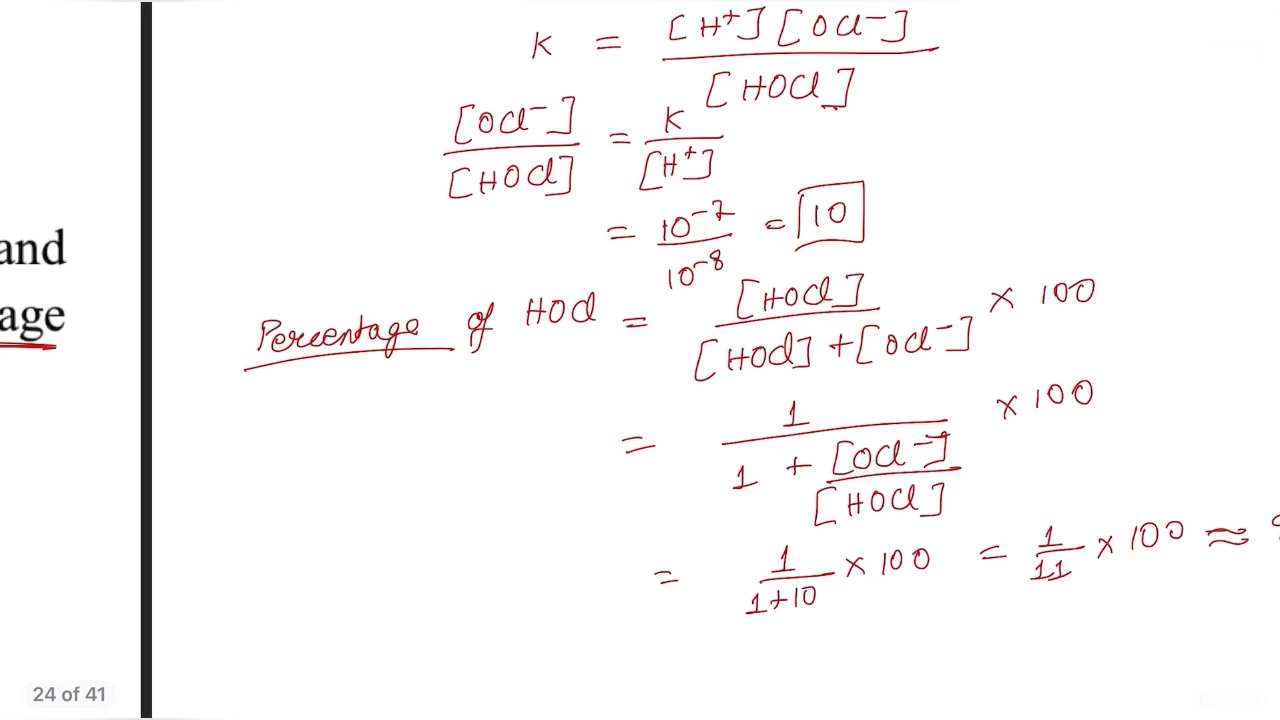 K = [H⁺][OCl⁻] / [HOCl]
[OCl⁻] / [HOCl] = K / [H⁺]
and
= 10⁻⁷ / 10⁻⁸ = 10
age
Percentage of HOCl = [HOCl] / [HOCl] + [OCl⁻] × 100
= 1 / 1 + [OCl⁻] / [HOCl] × 100
= 1 / 1+10 × 100 = 1 / 11 × 100 ≈
24 of 41